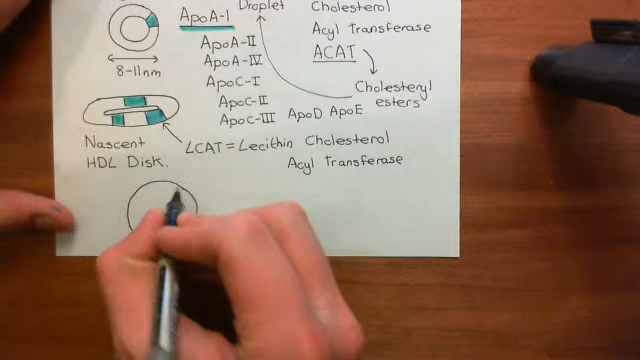 Droplet
Cholesterol
Acyl Transferase
ACAT
Cholesteryl
esters
ApoA-I
ApoA-II
ApoA-IV
ApoC-I
ApoC-II
ApoC-III ApoD ApoE
8-11nm
Nascent
HDL Disk.
LCAT = Lecithin Cholesterol
Acyl Transferase